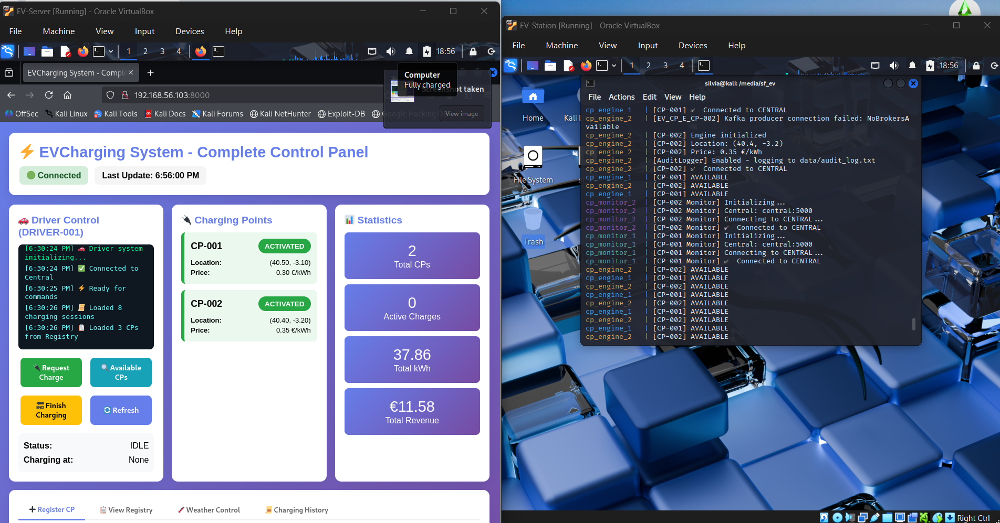 EV-Server [Running] - Oracle VirtualBox
File Machine View Input Devices Help
1 2 3 4 18:56
EVCharging System - Comple
192.168.56.103:8000
OffSec Kali Linux Kali Tools Kali Docs Kali Forums Kali NetHunter Exploit-DB Google Hacking
Computer
Fully charged
Screenshot taken
View image
⚡ EVCharging System - Complete Control Panel
Connected
Last Update: 6:56:00 PM
🚗 Driver Control
(DRIVER-001)
[6:30:24 PM] 🚗 Driver system
initializing...
[6:30:24 PM] ✅ Connected to
Central
[6:30:25 PM] ⚡ Ready for
commands
[6:30:26 PM] 📜 Loaded 8
charging sessions
[6:30:26 PM] 📋 Loaded 3 CPs
from Registry
🔌 Request
Charge
🔍 Available
CPs
🔚 Finish
Charging
🔄 Refresh
Status: IDLE
Charging at: None
🔌 Charging Points
CP-001 ACTIVATED
Location: (40.50, -3.10)
Price: 0.30 €/kWh
CP-002 ACTIVATED
Location: (40.40, -3.20)
Price: 0.35 €/kWh
📊 Statistics
2
Total CPs
0
Active Charges
37.86
Total kWh
€11.58
Total Revenue
➕ Register CP
📋 View Registry
Weather Control
📜 Charging History
EV-Station [Running] - Oracle VirtualBox
File Machine View Input Devices Help
1 2 3 4 18:56
Home
Kali L
File System
s
Trash
silvia@kali: /media/sf_ev
File Actions Edit View Help
cp_engine_1 | [CP-001] ✔ Connected to CENTRAL
cp_engine_2 | [EV_CP_E_CP-002] Kafka producer connection failed: NoBrokersA
vailable
cp_engine_2 | [CP-002] Engine initialized
cp_engine_2 | [CP-002] Location: (40.4, -3.2)
cp_engine_2 | [CP-002] Price: 0.35 €/kWh
cp_engine_2 | [AuditLogger] Enabled - logging to data/audit_log.txt
cp_engine_2 | [CP-002] ✔ Connected to CENTRAL
cp_engine_1 | [CP-001] AVAILABLE
cp_engine_2 | [CP-002] AVAILABLE
cp_engine_1 | [CP-001] AVAILABLE
cp_monitor_2 | [CP-002 Monitor] Initializing...
cp_monitor_2 | [CP-002 Monitor] Central: central:5000
cp_monitor_2 | [CP-002 Monitor] Connecting to CENTRAL...
cp_monitor_2 | [CP-002 Monitor] ✔ Connected to CENTRAL
cp_monitor_1 | [CP-001 Monitor] Initializing...
cp_monitor_1 | [CP-001 Monitor] Central: central:5000
cp_monitor_1 | [CP-001 Monitor] Connecting to CENTRAL...
cp_monitor_1 | [CP-001 Monitor] ✔ Connected to CENTRAL
cp_engine_2 | [CP-002] AVAILABLE
cp_engine_1 | [CP-001] AVAILABLE
cp_engine_2 | [CP-002] AVAILABLE
cp_engine_1 | [CP-001] AVAILABLE
cp_engine_2 | [CP-002] AVAILABLE
cp_engine_1 | [CP-001] AVAILABLE
cp_engine_2 | [CP-002] AVAILABLE
cp_engine_1 | [CP-001] AVAILABLE
cp_engine_2 | [CP-002] AVAILABLE
Right Ctrl